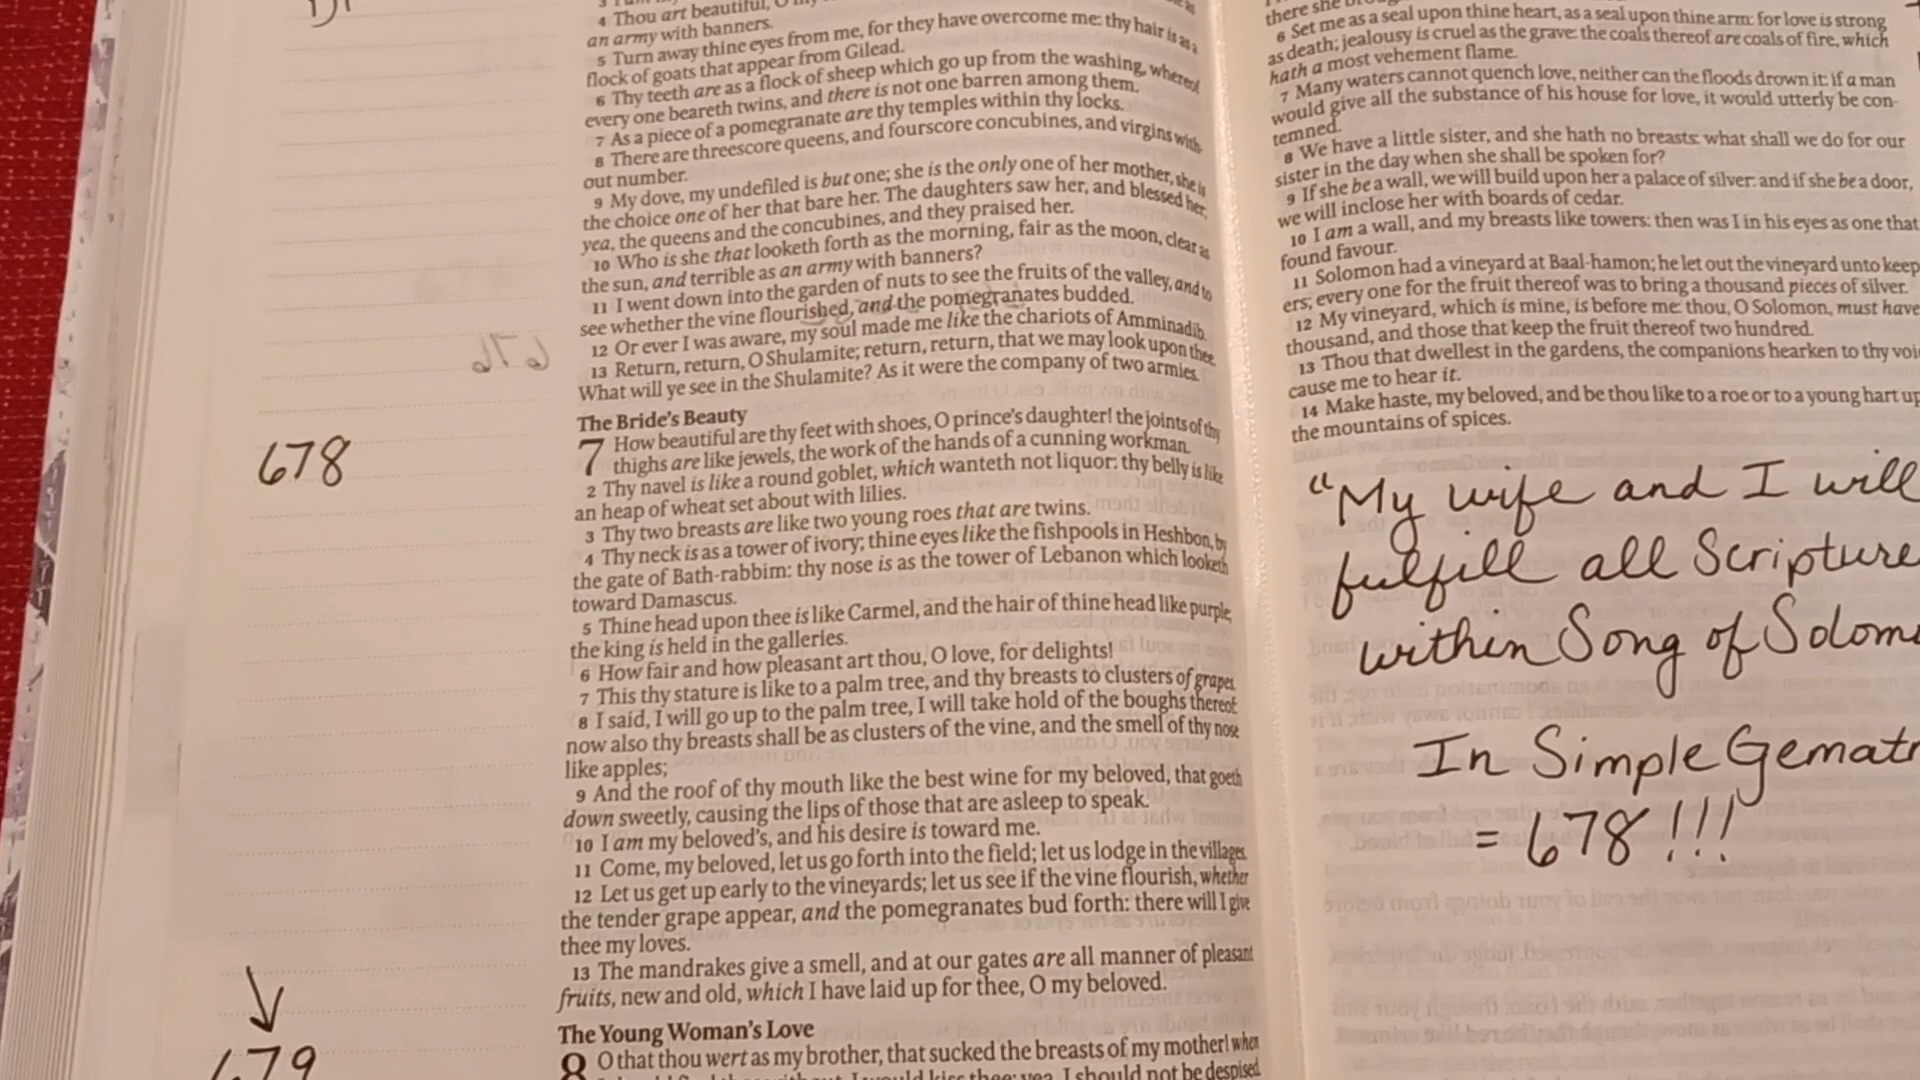 4 Thou art beautiful, O my
an army with banners.
5 Turn away thine eyes from me, for they have overcome me: thy hair is as a
flock of goats that appear from Gilead.
6 Thy teeth are as a flock of sheep which go up from the washing, whereof
every one beareth twins, and there is not one barren among them.
7 As a piece of a pomegranate are thy temples within thy locks.
8 There are threescore queens, and fourscore concubines, and virgins with-
out number.
9 My dove, my undefiled is but one; she is the only one of her mother, she is
the choice one of her that bare her. The daughters saw her, and blessed her;
yea, the queens and the concubines, and they praised her.
10 Who is she that looketh forth as the morning, fair as the moon, clear as
the sun, and terrible as an army with banners?
11 I went down into the garden of nuts to see the fruits of the valley, and to
see whether the vine flourished, and the pomegranates budded.
12 Or ever I was aware, my soul made me like the chariots of Amminadib.
13 Return, return, O Shulamite; return, return, that we may look upon thee.
What will ye see in the Shulamite? As it were the company of two armies.
The Bride's Beauty
7 How beautiful are thy feet with shoes, O prince's daughter! the joints of thy
thighs are like jewels, the work of the hands of a cunning workman.
2 Thy navel is like a round goblet, which wanteth not liquor: thy belly is like
an heap of wheat set about with lilies.
3 Thy two breasts are like two young roes that are twins.
4 Thy neck is as a tower of ivory; thine eyes like the fishpools in Heshbon, by
the gate of Bath-rabbim: thy nose is as the tower of Lebanon which looketh
toward Damascus.
5 Thine head upon thee is like Carmel, and the hair of thine head like purple;
the king is held in the galleries.
6 How fair and how pleasant art thou, O love, for delights!
7 This thy stature is like to a palm tree, and thy breasts to clusters of grapes.
8 I said, I will go up to the palm tree, I will take hold of the boughs thereof:
now also thy breasts shall be as clusters of the vine, and the smell of thy nose
like apples;
9 And the roof of thy mouth like the best wine for my beloved, that goeth
down sweetly, causing the lips of those that are asleep to speak.
10 I am my beloved's, and his desire is toward me.
11 Come, my beloved, let us go forth into the field; let us lodge in the villages.
12 Let us get up early to the vineyards; let us see if the vine flourish, whether
the tender grape appear, and the pomegranates bud forth: there will I give
thee my loves.
13 The mandrakes give a smell, and at our gates are all manner of pleasant
fruits, new and old, which I have laid up for thee, O my beloved.
The Young Woman's Love
8 O that thou wert as my brother, that sucked the breasts of my mother! when
I should not be despised
678
679
there she
6 Set me as a seal upon thine heart, as a seal upon thine arm: for love is strong
as death; jealousy is cruel as the grave: the coals thereof are coals of fire, which
hath a most vehement flame.
7 Many waters cannot quench love, neither can the floods drown it: if a man
would give all the substance of his house for love, it would utterly be con-
temned.
8 We have a little sister, and she hath no breasts: what shall we do for our
sister in the day when she shall be spoken for?
9 If she be a wall, we will build upon her a palace of silver: and if she be a door,
we will inclose her with boards of cedar.
10 I am a wall, and my breasts like towers: then was I in his eyes as one that
found favour.
11 Solomon had a vineyard at Baal-hamon; he let out the vineyard unto keep
ers; every one for the fruit thereof was to bring a thousand pieces of silver.
12 My vineyard, which is mine, is before me: thou, O Solomon, must have
thousand, and those that keep the fruit thereof two hundred.
13 Thou that dwellest in the gardens, the companions hearken to thy voi
cause me to hear it.
14 Make haste, my beloved, and be thou like to a roe or to a young hart up
the mountains of spices.
"My wife and I will
fulfill all Scripture
within Song of Solom
In Simple Gematr
= 678!!!